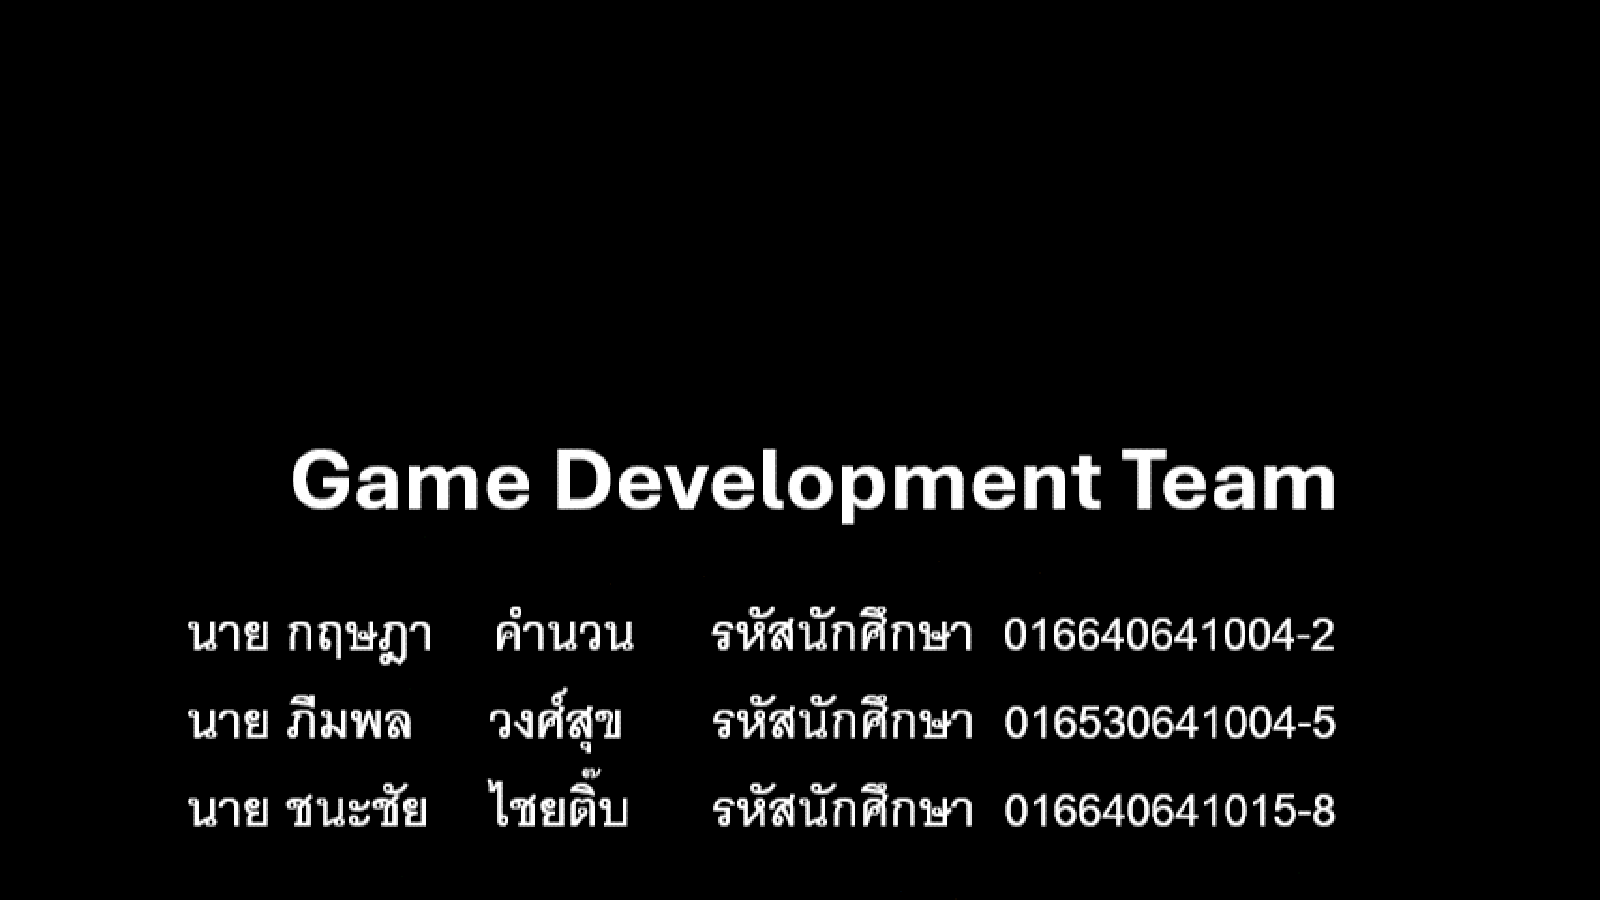 Game Development Team
นาย กฤษฎา คำนวน รหัสนักศึกษา 016640641004-2
นาย ภีมพล วงศ์สุข รหัสนักศึกษา 016530641004-5
นาย ชนะชัย ไชยติ๊บ รหัสนักศึกษา 016640641015-8